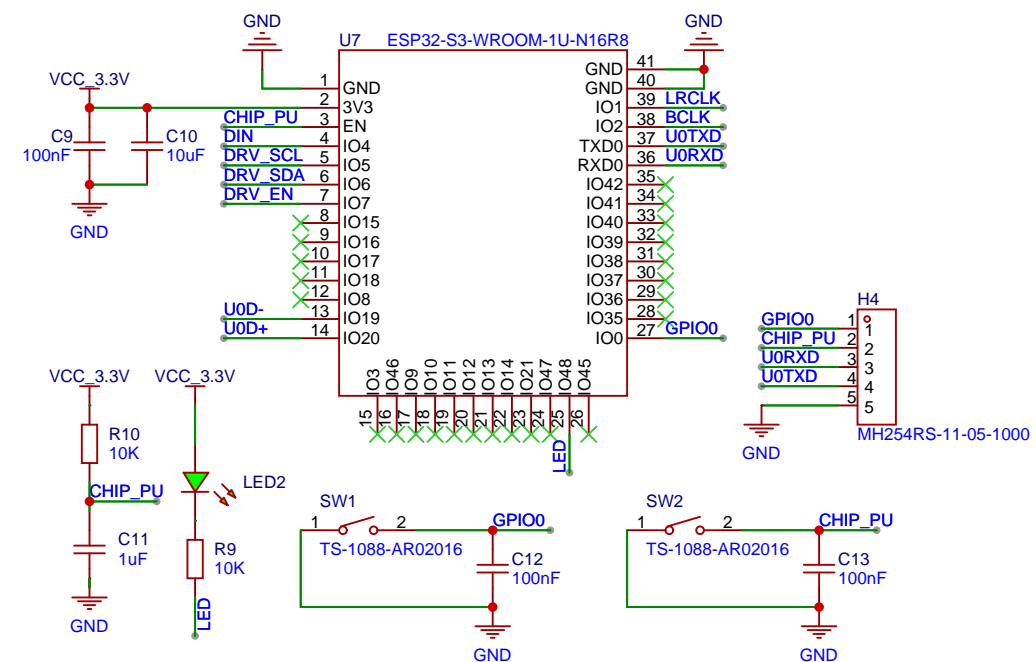 GND
GND
U7 ESP32-S3-WROOM-1U-N16R8
VCC_3.3V
C9
100nF
C10
10uF
GND
1 GND
2 3V3
CHIP_PU 3 EN
DIN 4 IO4
DRV_SCL 5 IO5
DRV_SDA 6 IO6
DRV_EN 7 IO7
8 IO15
9 IO16
10 IO17
11 IO18
12 IO8
U0D- 13 IO19
U0D+ 14 IO20
GND 41
GND 40
IO1 39 LRCLK
IO2 38 BCLK
TXD0 37 U0TXD
RXD0 36 U0RXD
IO42 35
IO41 34
IO40 33
IO39 32
IO38 31
IO37 30
IO36 29
IO35 28
IO0 27 GPIO0
IO3 IO46 IO9 IO10 IO11 IO12 IO13 IO14 IO21 IO47 IO48 IO45
15 16 17 18 19 20 21 22 23 24 25 26
LED
H4
GPIO0 1 1
CHIP_PU 2 2
U0RXD 3 3
U0TXD 4 4
5 5
MH254RS-11-05-1000
GND
VCC_3.3V
R10
10K
CHIP_PU
C11
1uF
GND
VCC_3.3V
LED2
R9
10K
LED
SW1
1 2 GPIO0
TS-1088-AR02016
C12
100nF
GND
SW2
1 2 CHIP_PU
TS-1088-AR02016
C13
100nF
GND